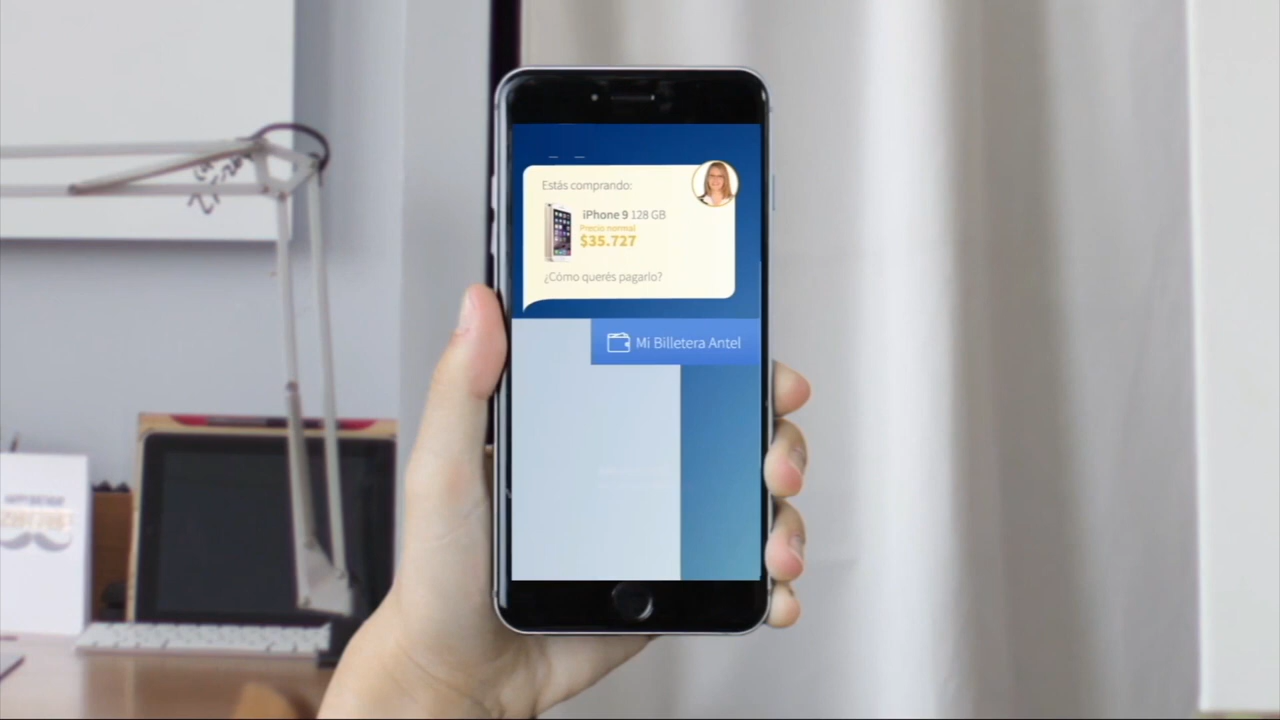 Estás comprando:
iPhone 9 128 GB
Precio normal
$35.727
¿Cómo querés pagarlo?
Mi Billetera Antel